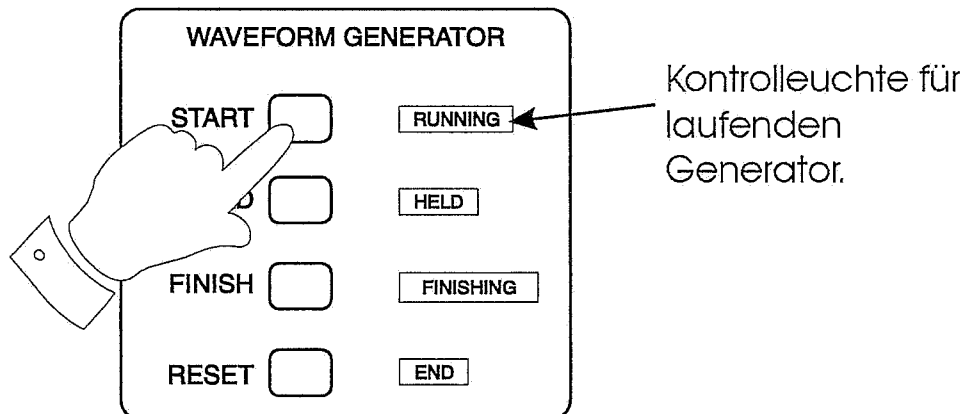 WAVEFORM GENERATOR
START
RUNNING
Kontrolleuchte für
laufenden
Generator.
HELD
FINISH
FINISHING
RESET
END